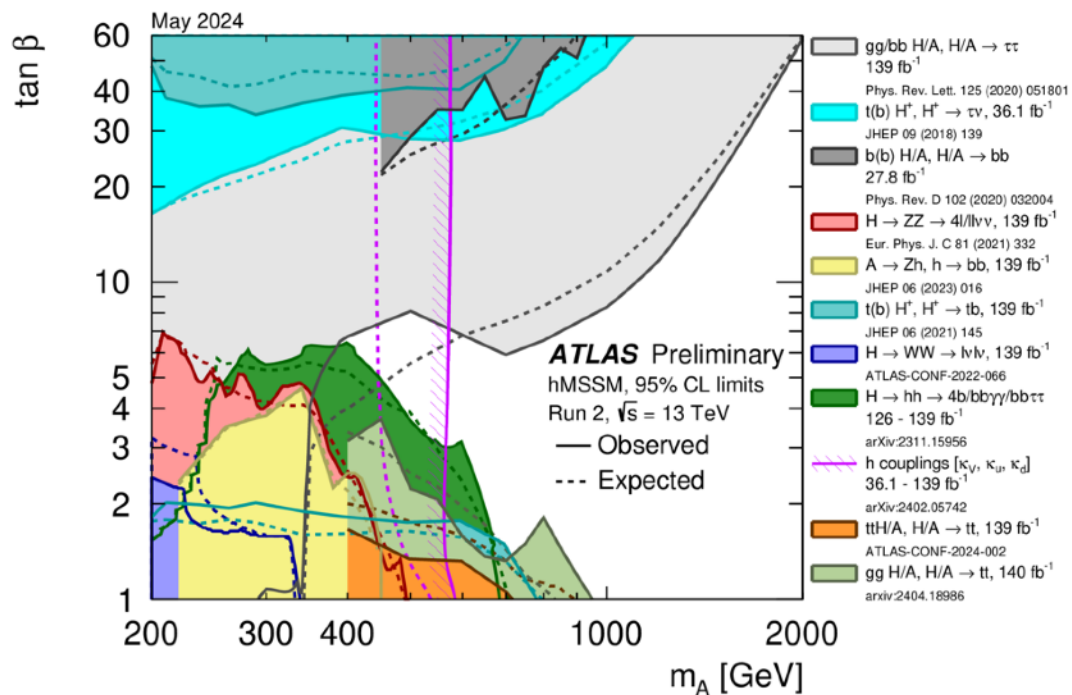 May 2024
tan β
60
40
30
20
10
5
4
3
2
1
200
300
400
1000
2000
m_A [GeV]
ATLAS Preliminary
hMSSM, 95% CL limits
Run 2, √s = 13 TeV
Observed
Expected
gg/bb H/A, H/A → ττ
139 fb⁻¹
Phys. Rev. Lett. 125 (2020) 051801
t(b) H⁺, H⁺ → τν, 36.1 fb⁻¹
JHEP 09 (2018) 139
b(b) H/A, H/A → bb
27.8 fb⁻¹
Phys. Rev. D 102 (2020) 032004
H → ZZ → 4l/llνν, 139 fb⁻¹
Eur. Phys. J. C 81 (2021) 332
A → Zh, h → bb, 139 fb⁻¹
JHEP 06 (2023) 016
t(b) H⁺, H⁺ → tb, 139 fb⁻¹
JHEP 06 (2021) 145
H → WW → lνlν, 139 fb⁻¹
ATLAS-CONF-2022-066
H → hh → 4b/bbγγ/bbττ
126 - 139 fb⁻¹
arXiv:2311.15956
h couplings [κ_V, κ_u, κ_d]
36.1 - 139 fb⁻¹
arXiv:2402.05742
ttH/A, H/A → tt, 139 fb⁻¹
ATLAS-CONF-2024-002
gg H/A, H/A → tt, 140 fb⁻¹
arxiv:2404.18986